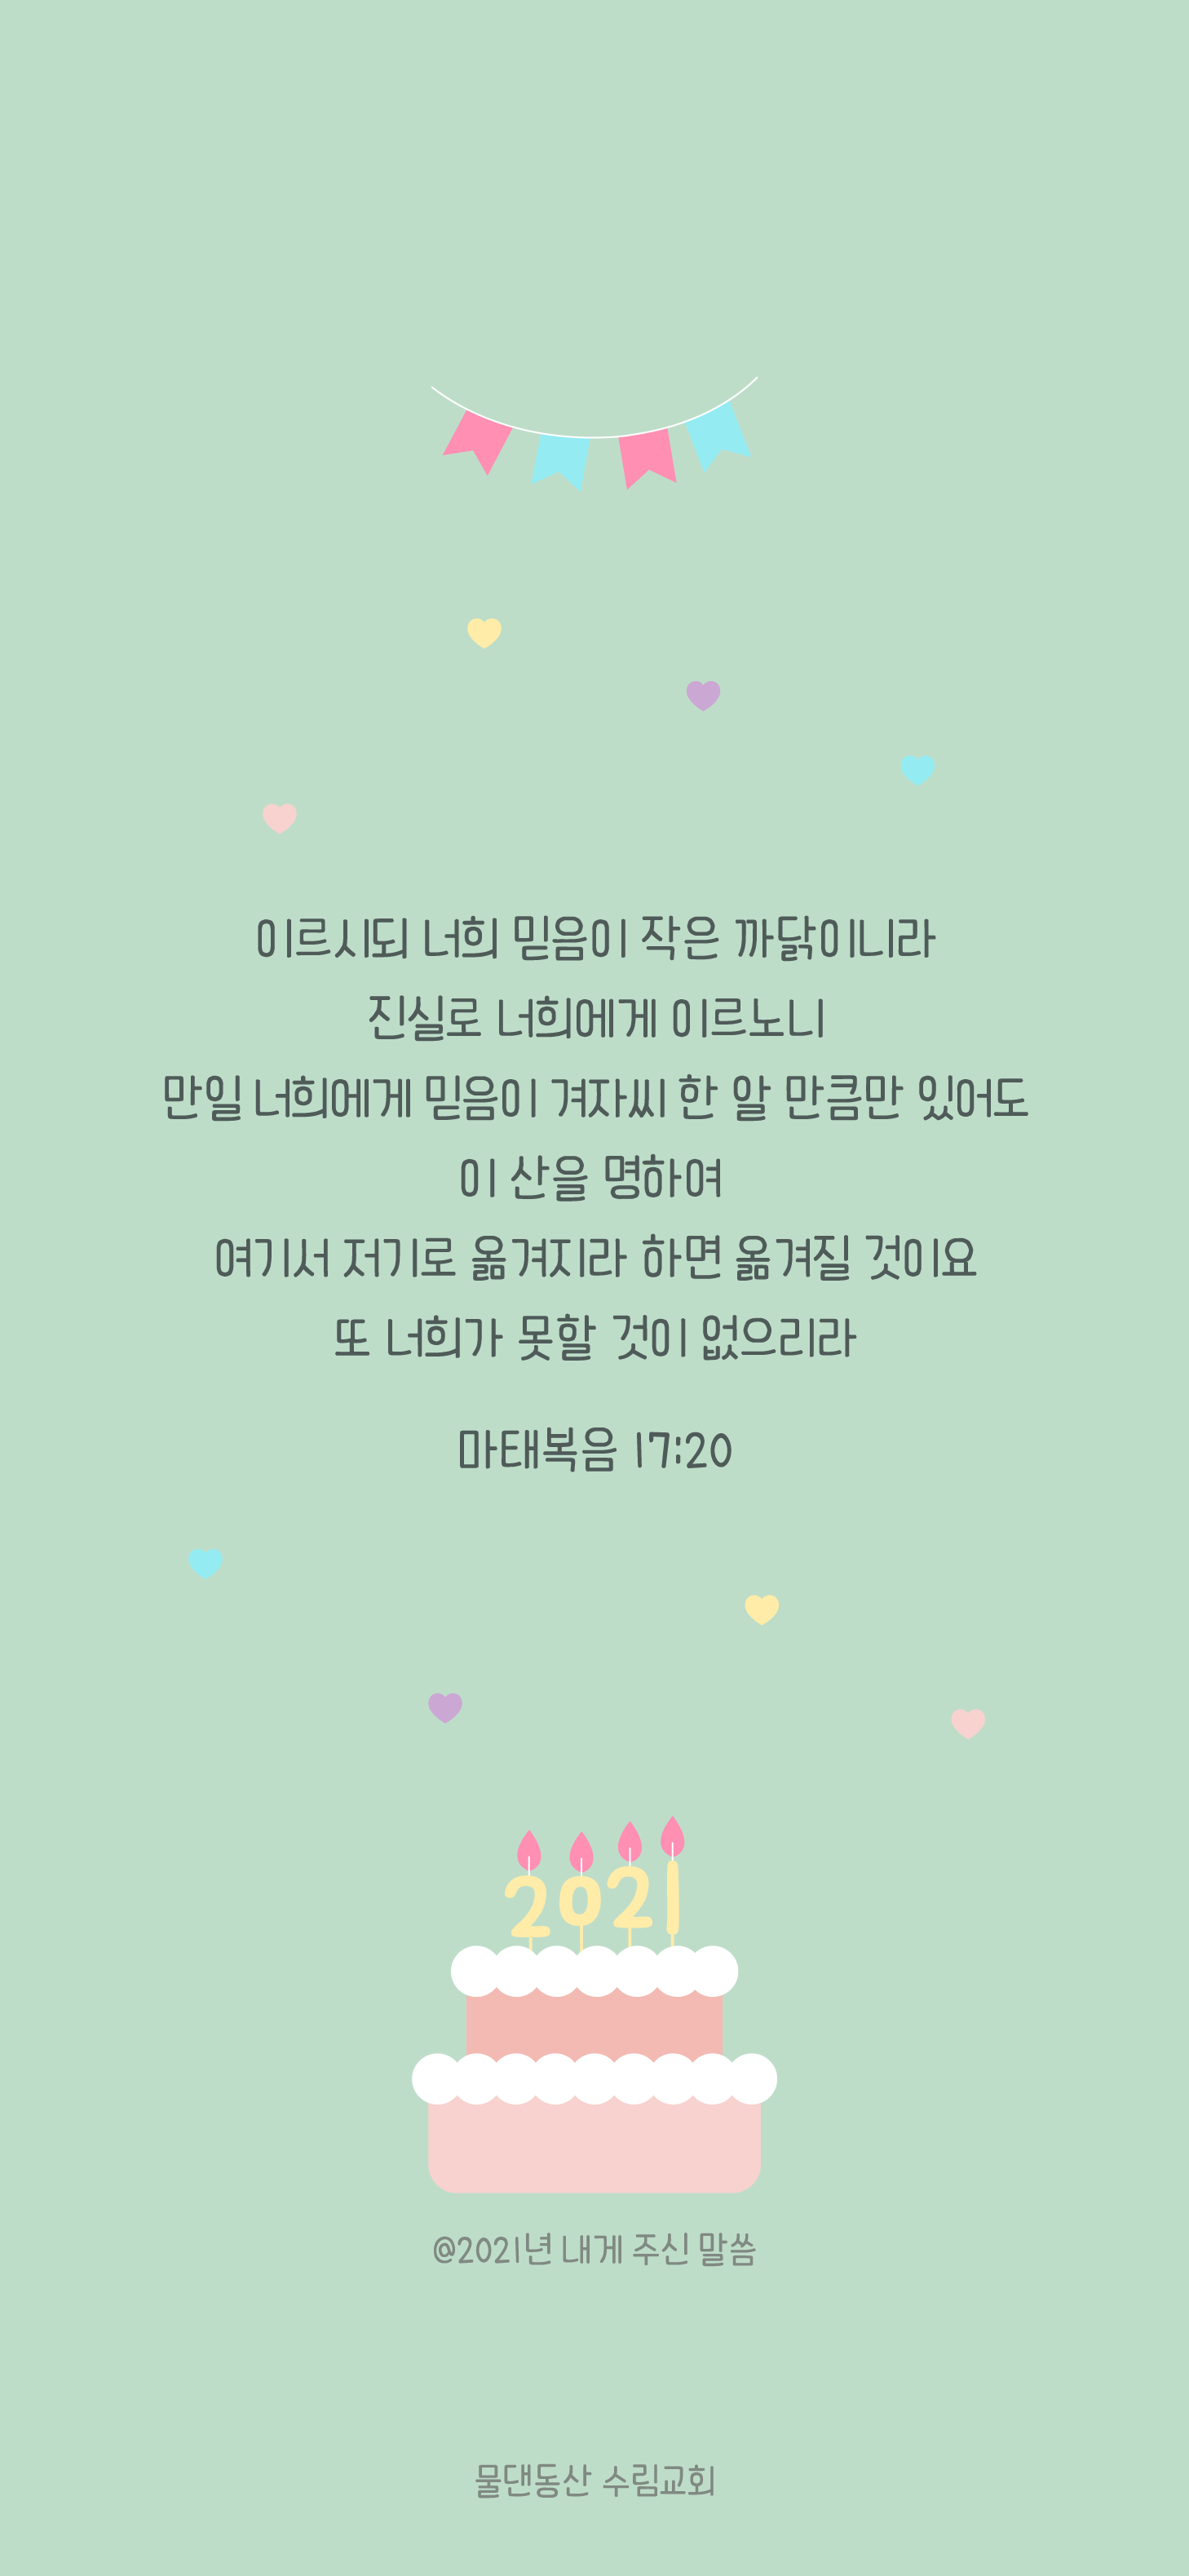 이르시되 너희 믿음이 작은 까닭이니라
진실로 너희에게 이르노니
만일 너희에게 믿음이 겨자씨 한 알 만큼만 있어도
이 산을 명하여
여기서 저기로 옮겨지라 하면 옮겨질 것이요
또 너희가 못할 것이 없으리라
마태복음 17:20
2021
@2021년 내게 주신 말씀
물댄동산 수림교회